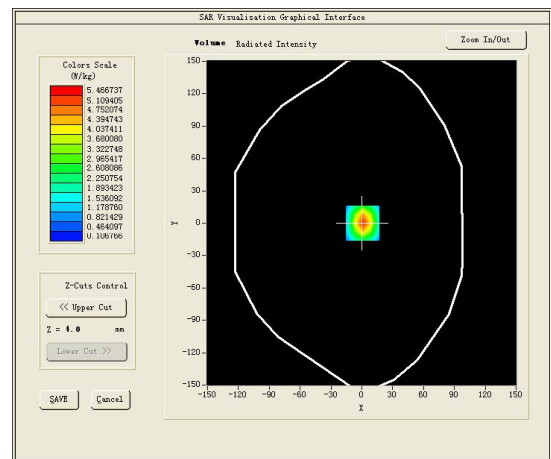 SAR Visualisation Graphical Interface
Volume Radiated Intensity
Zoom In/Out
Colors Scale
(W/kg)
5.466737
5.109405
4.752074
4.394743
4.037411
3.680080
3.322748
2.965417
2.608086
2.250754
1.893423
1.536092
1.178760
0.821429
0.464097
0.106766
Z-Cuts Control
<< Upper Cut
Z = 4.0 mm
Lower Cut >>
SAVE Cancel
150
120
90
60
30
0
-30
-60
-90
-120
-150
Y
-150 -120 -90 -60 -30 0 30 60 90 120 150
X